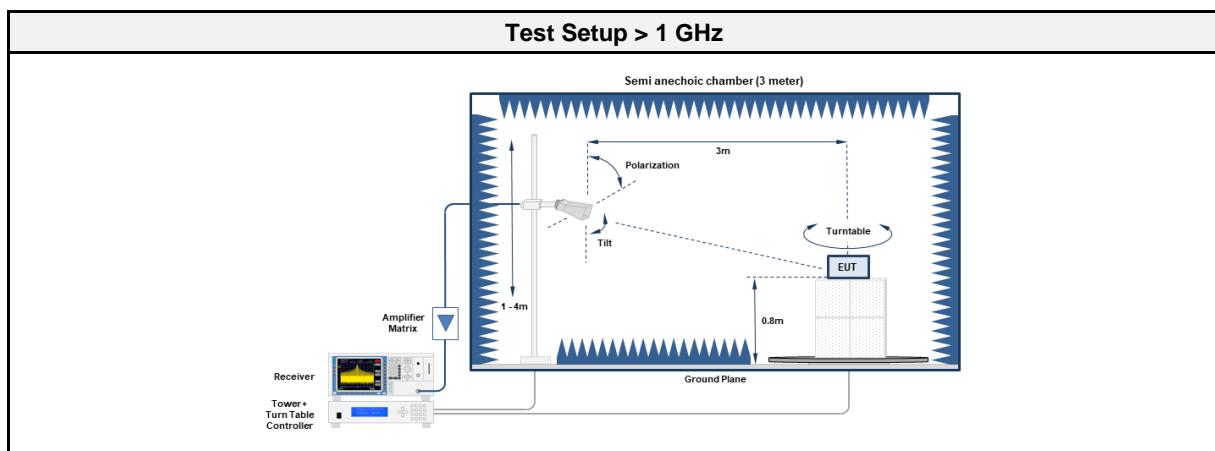 Test Setup > 1 GHz
Semi anechoic chamber (3 meter)
3m
Polarization
Turntable
Tilt
EUT
1 - 4m
0.8m
Amplifier
Matrix
Receiver
Ground Plane
Tower+
Turn Table
Controller